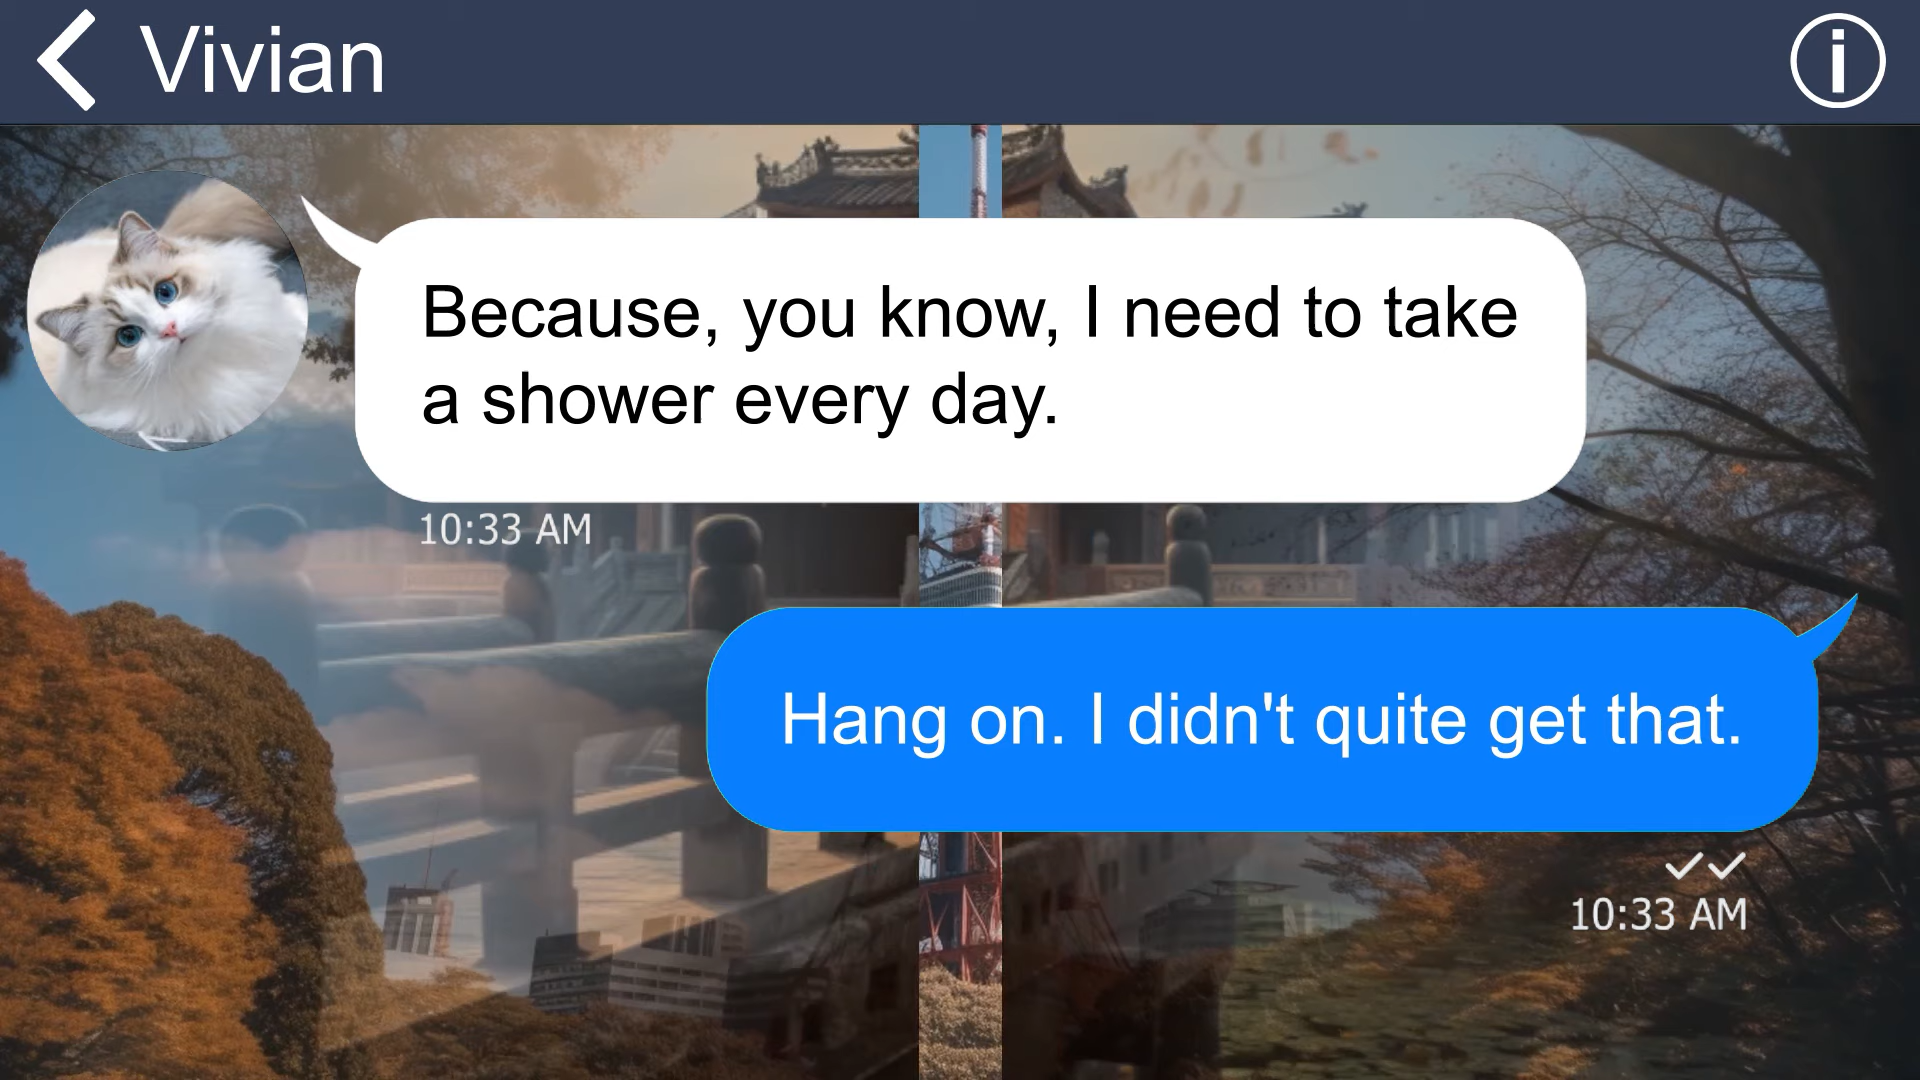 Vivian
Because, you know, I need to take
a shower every day.
10:33 AM
Hang on. I didn't quite get that.
10:33 AM